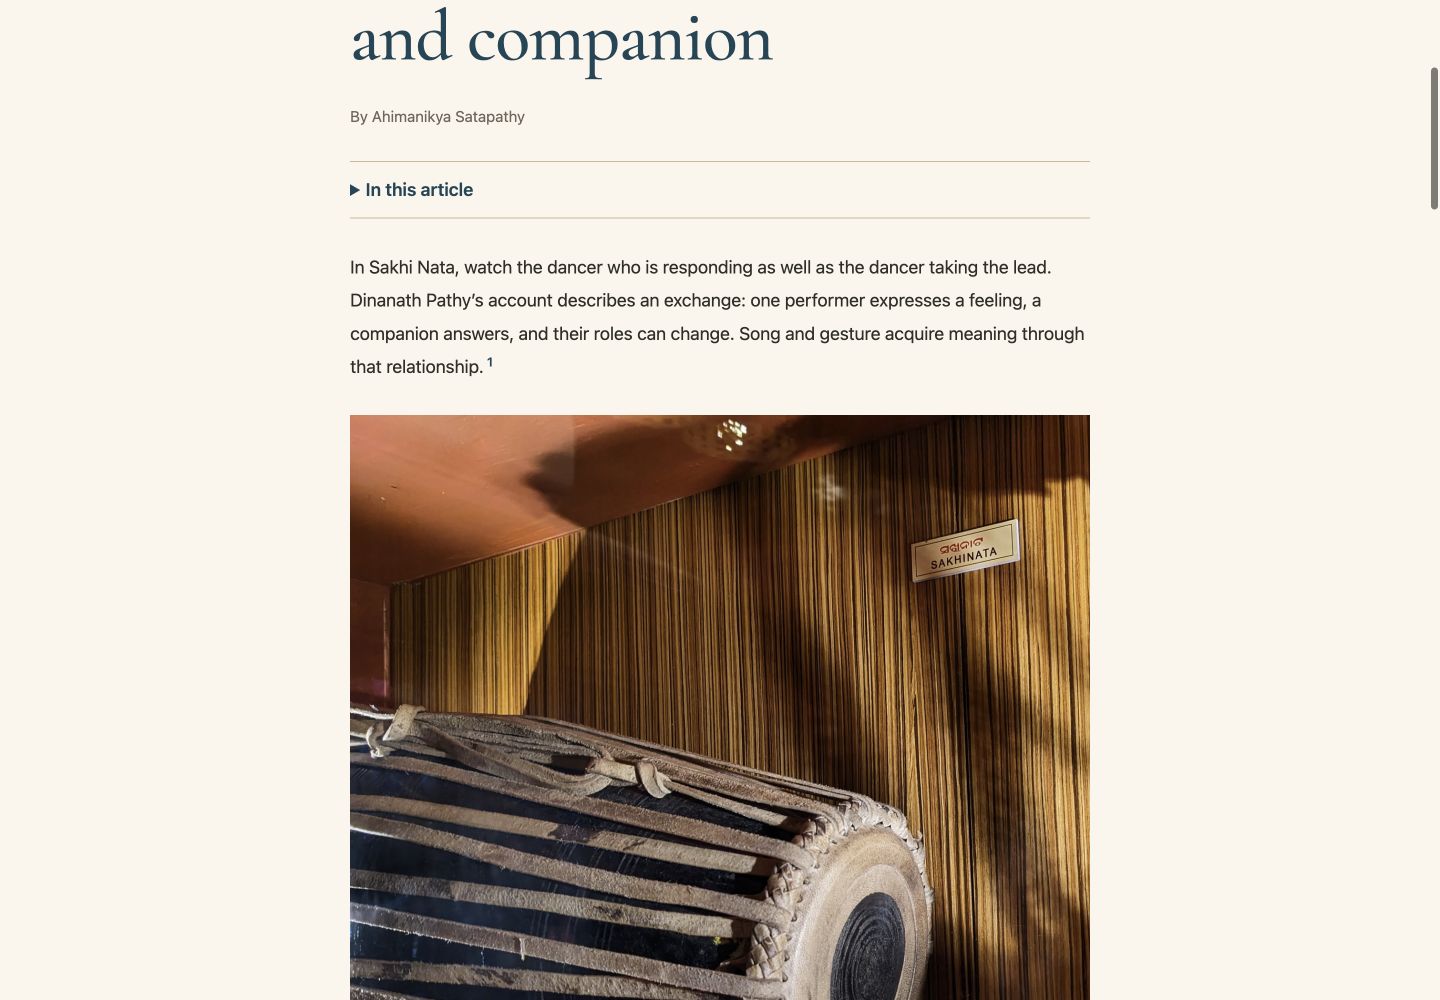 and companion
By Ahimanikya Satapathy
▶ In this article
In Sakhi Nata, watch the dancer who is responding as well as the dancer taking the lead.
Dinanath Pathy’s account describes an exchange: one performer expresses a feeling, a
companion answers, and their roles can change. Song and gesture acquire meaning through
that relationship. 1
ସଖୀନାଟ
SAKHINATA